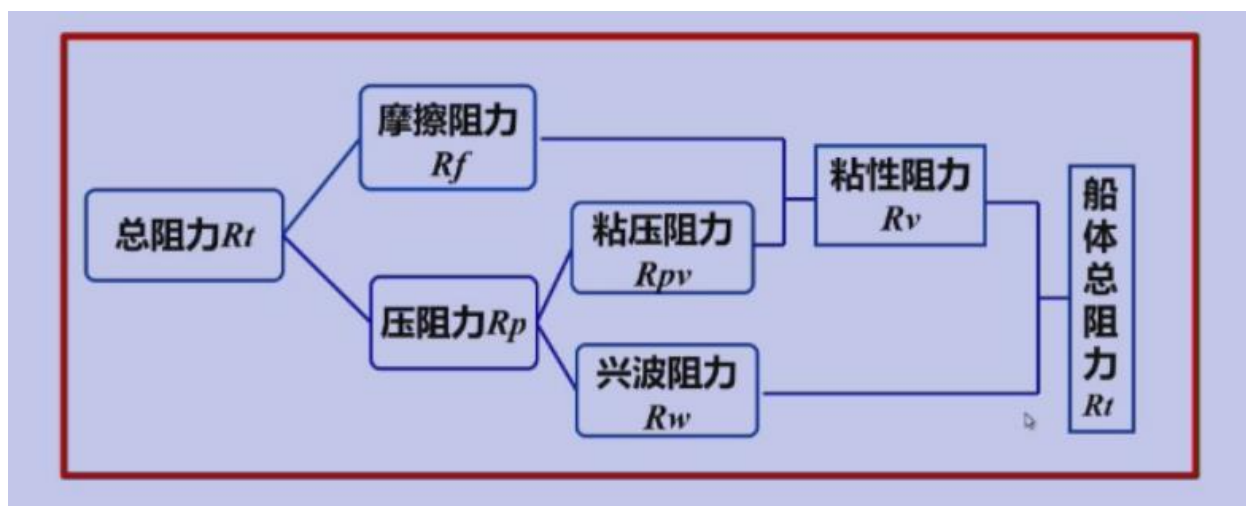 总阻力Rt
摩擦阻力
Rf
压阻力Rp
粘压阻力
Rpv
兴波阻力
Rw
粘性阻力
Rv
船
体
总
阻
力
Rt